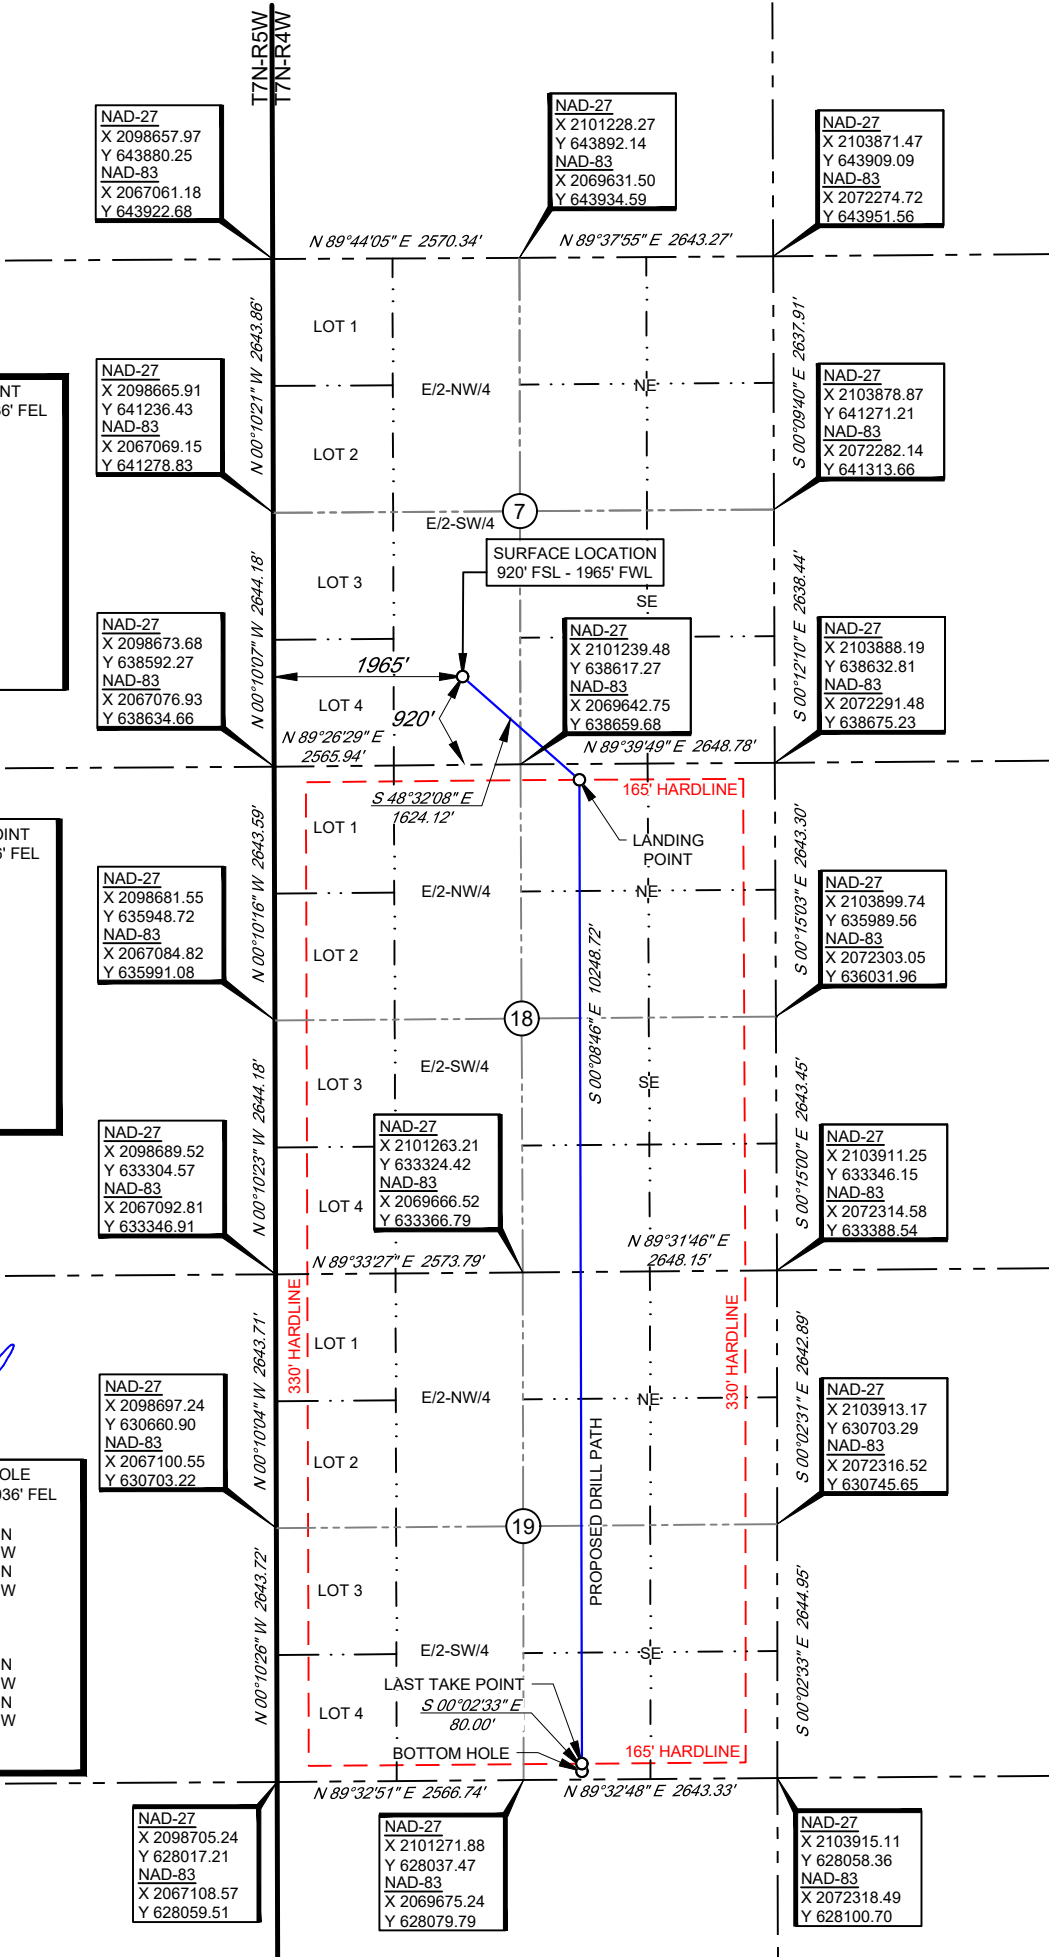 T7N-R5W
T7N-R4W
NAD-27
X 2098657.97
Y 643880.25
NAD-83
X 2067061.18
Y 643922.68
NAD-27
X 2101228.27
Y 643892.14
NAD-83
X 2069631.50
Y 643934.59
NAD-27
X 2103871.47
Y 643909.09
NAD-83
X 2072274.72
Y 643951.56
N 89°44'05" E 2570.34'
N 89°37'55" E 2643.27'
N 00°10'21" W 2643.86'
LOT 1
S 00°09'40" E 2637.91'
NT
6' FEL
NAD-27
X 2098665.91
Y 641236.43
NAD-83
X 2067069.15
Y 641278.83
E/2-NW/4
NE
NAD-27
X 2103878.87
Y 641271.21
NAD-83
X 2072282.14
Y 641313.66
LOT 2
7
E/2-SW/4
SURFACE LOCATION
920' FSL - 1965' FWL
N 00°10'07" W 2644.18'
LOT 3
SE
S 00°12'10" E 2638.44'
NAD-27
X 2098673.68
Y 638592.27
NAD-83
X 2067076.93
Y 638634.66
NAD-27
X 2101239.48
Y 638617.27
NAD-83
X 2069642.75
Y 638659.68
NAD-27
X 2103888.19
Y 638632.81
NAD-83
X 2072291.48
Y 638675.23
1965'
LOT 4
920'
N 89°26'29" E
2565.94'
N 89°39'49" E 2648.78'
S 48°32'08" E
1624.12'
165' HARDLINE
LOT 1
LANDING
POINT
OINT
6' FEL
N 00°10'16" W 2643.59'
S 00°15'03" E 2643.30'
NAD-27
X 2098681.55
Y 635948.72
NAD-83
X 2067084.82
Y 635991.08
E/2-NW/4
NE
NAD-27
X 2103899.74
Y 635989.56
NAD-83
X 2072303.05
Y 636031.96
LOT 2
S 00°08'46" E 10248.72'
18
E/2-SW/4
LOT 3
SE
N 00°10'23" W 2644.18'
S 00°15'00" E 2643.45'
NAD-27
X 2098689.52
Y 633304.57
NAD-83
X 2067092.81
Y 633346.91
NAD-27
X 2101263.21
Y 633324.42
NAD-83
X 2069666.52
Y 633366.79
NAD-27
X 2103911.25
Y 633346.15
NAD-83
X 2072314.58
Y 633388.54
LOT 4
N 89°33'27" E 2573.79'
N 89°31'46" E
2648.15'
330' HARDLINE
330' HARDLINE
LOT 1
N 00°10'04" W 2643.71'
S 00°02'31" E 2642.89'
NAD-27
X 2098697.24
Y 630660.90
NAD-83
X 2067100.55
Y 630703.22
E/2-NW/4
NE
NAD-27
X 2103913.17
Y 630703.29
NAD-83
X 2072316.52
Y 630745.65
LOT 2
OLE
036' FEL
N
W
N
W
N
W
N
W
PROPOSED DRILL PATH
19
LOT 3
N 00°10'26" W 2643.72'
S 00°02'33" E 2644.95'
E/2-SW/4
SE
LAST TAKE POINT
S 00°02'33" E
80.00'
LOT 4
BOTTOM HOLE
165' HARDLINE
N 89°32'51" E 2566.74'
N 89°32'48" E 2643.33'
NAD-27
X 2098705.24
Y 628017.21
NAD-83
X 2067108.57
Y 628059.51
NAD-27
X 2101271.88
Y 628037.47
NAD-83
X 2069675.24
Y 628079.79
NAD-27
X 2103915.11
Y 628058.36
NAD-83
X 2072318.49
Y 628100.70